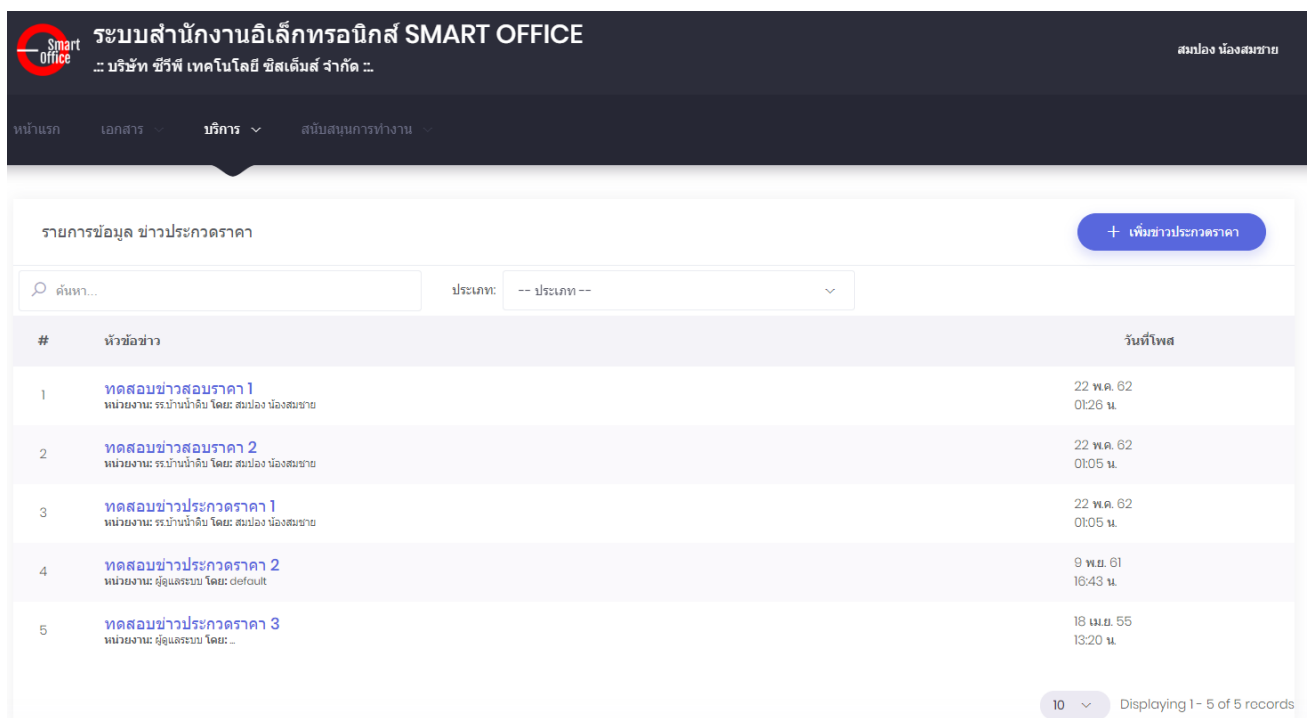 Smart
Office
ระบบสำนักงานอิเล็กทรอนิกส์ SMART OFFICE
.:: บริษัท ซีวีพี เทคโนโลยี ซิสเต็มส์ จำกัด ::.
สมปอง น้องสมชาย
หน้าแรก เอกสาร บริการ สนับสนุนการทำงาน
รายการข้อมูล ข่าวประกวดราคา
+ เพิ่มข่าวประกวดราคา
ค้นหา... ประเภท: -- ประเภท --
# หัวข้อข่าว วันที่โพส
1 ทดสอบข่าวสอบราคา 1 22 พ.ค. 62
หน่วยงาน: รร.บ้านน้ำดิบ โดย: สมปอง น้องสมชาย 01:26 น.
2 ทดสอบข่าวสอบราคา 2 22 พ.ค. 62
หน่วยงาน: รร.บ้านน้ำดิบ โดย: สมปอง น้องสมชาย 01:05 น.
3 ทดสอบข่าวประกวดราคา 1 22 พ.ค. 62
หน่วยงาน: รร.บ้านน้ำดิบ โดย: สมปอง น้องสมชาย 01:05 น.
4 ทดสอบข่าวประกวดราคา 2 9 พ.ย. 61
หน่วยงาน: ผู้ดูแลระบบ โดย: default 16:43 น.
5 ทดสอบข่าวประกวดราคา 3 18 เม.ย. 55
หน่วยงาน: ผู้ดูแลระบบ โดย: ... 13:20 น.
10 Displaying 1 - 5 of 5 records